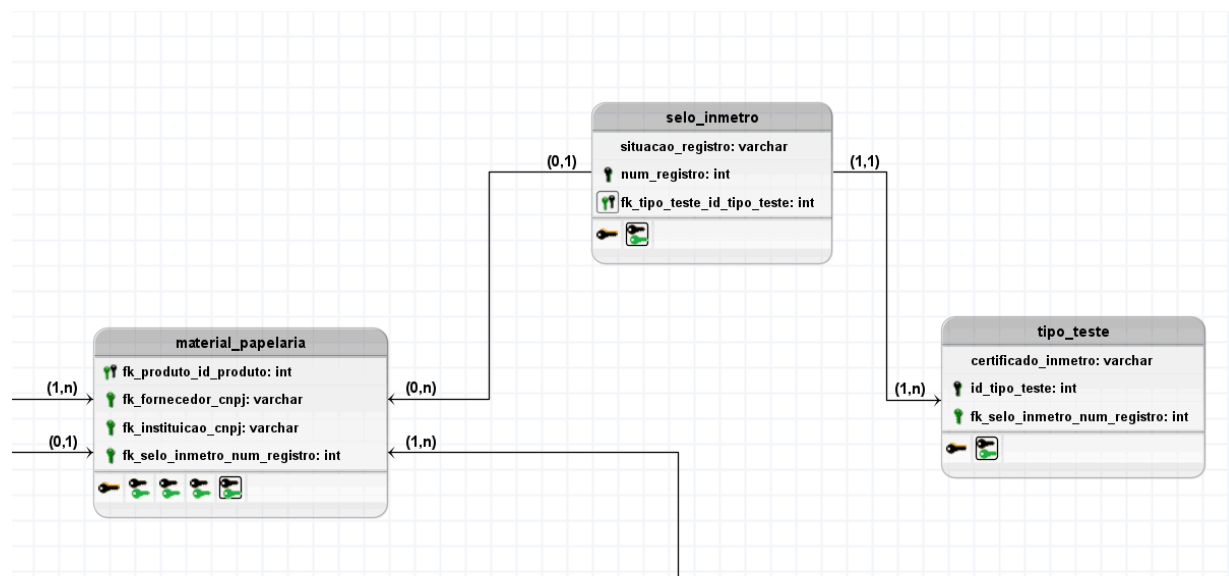 selo_inmetro
situacao_registro: varchar
(0,1)
(1,1)
num_registro: int
fk_tipo_teste_id_tipo_teste: int
material_papelaria
fk_produto_id_produto: int
(1,n)
fk_fornecedor_cnpj: varchar
(0,n)
fk_instituicao_cnpj: varchar
(0,1)
fk_selo_inmetro_num_registro: int
(1,n)
tipo_teste
certificado_inmetro: varchar
(1,n)
id_tipo_teste: int
fk_selo_inmetro_num_registro: int